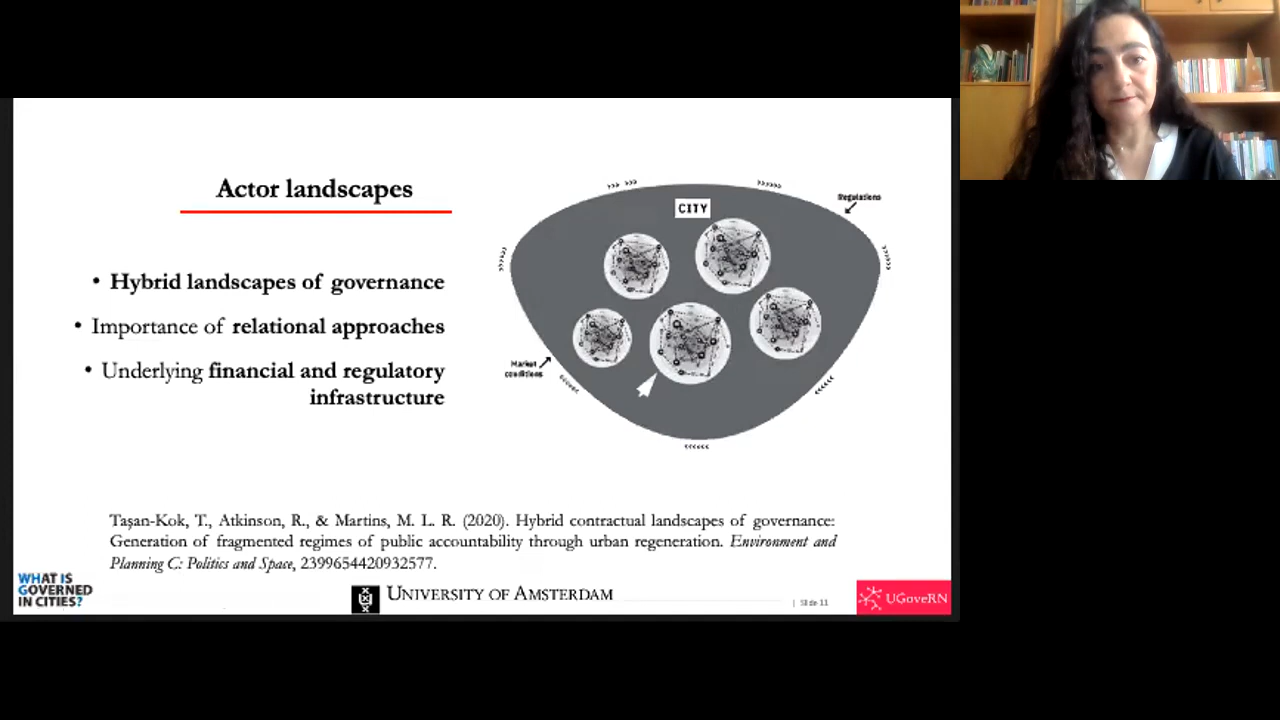 Actor landscapes
• Hybrid landscapes of governance
• Importance of relational approaches
• Underlying financial and regulatory
infrastructure
CITY
Regulations
Market
conditions
Taşan-Kok, T., Atkinson, R., & Martins, M. L. R. (2020). Hybrid contractual landscapes of governance:
Generation of fragmented regimes of public accountability through urban regeneration. Environment and
Planning C: Politics and Space, 2399654420932577.
WHAT IS
GOVERNED
IN CITIES?
UNIVERSITY OF AMSTERDAM
| Slide 11
UGoveRN